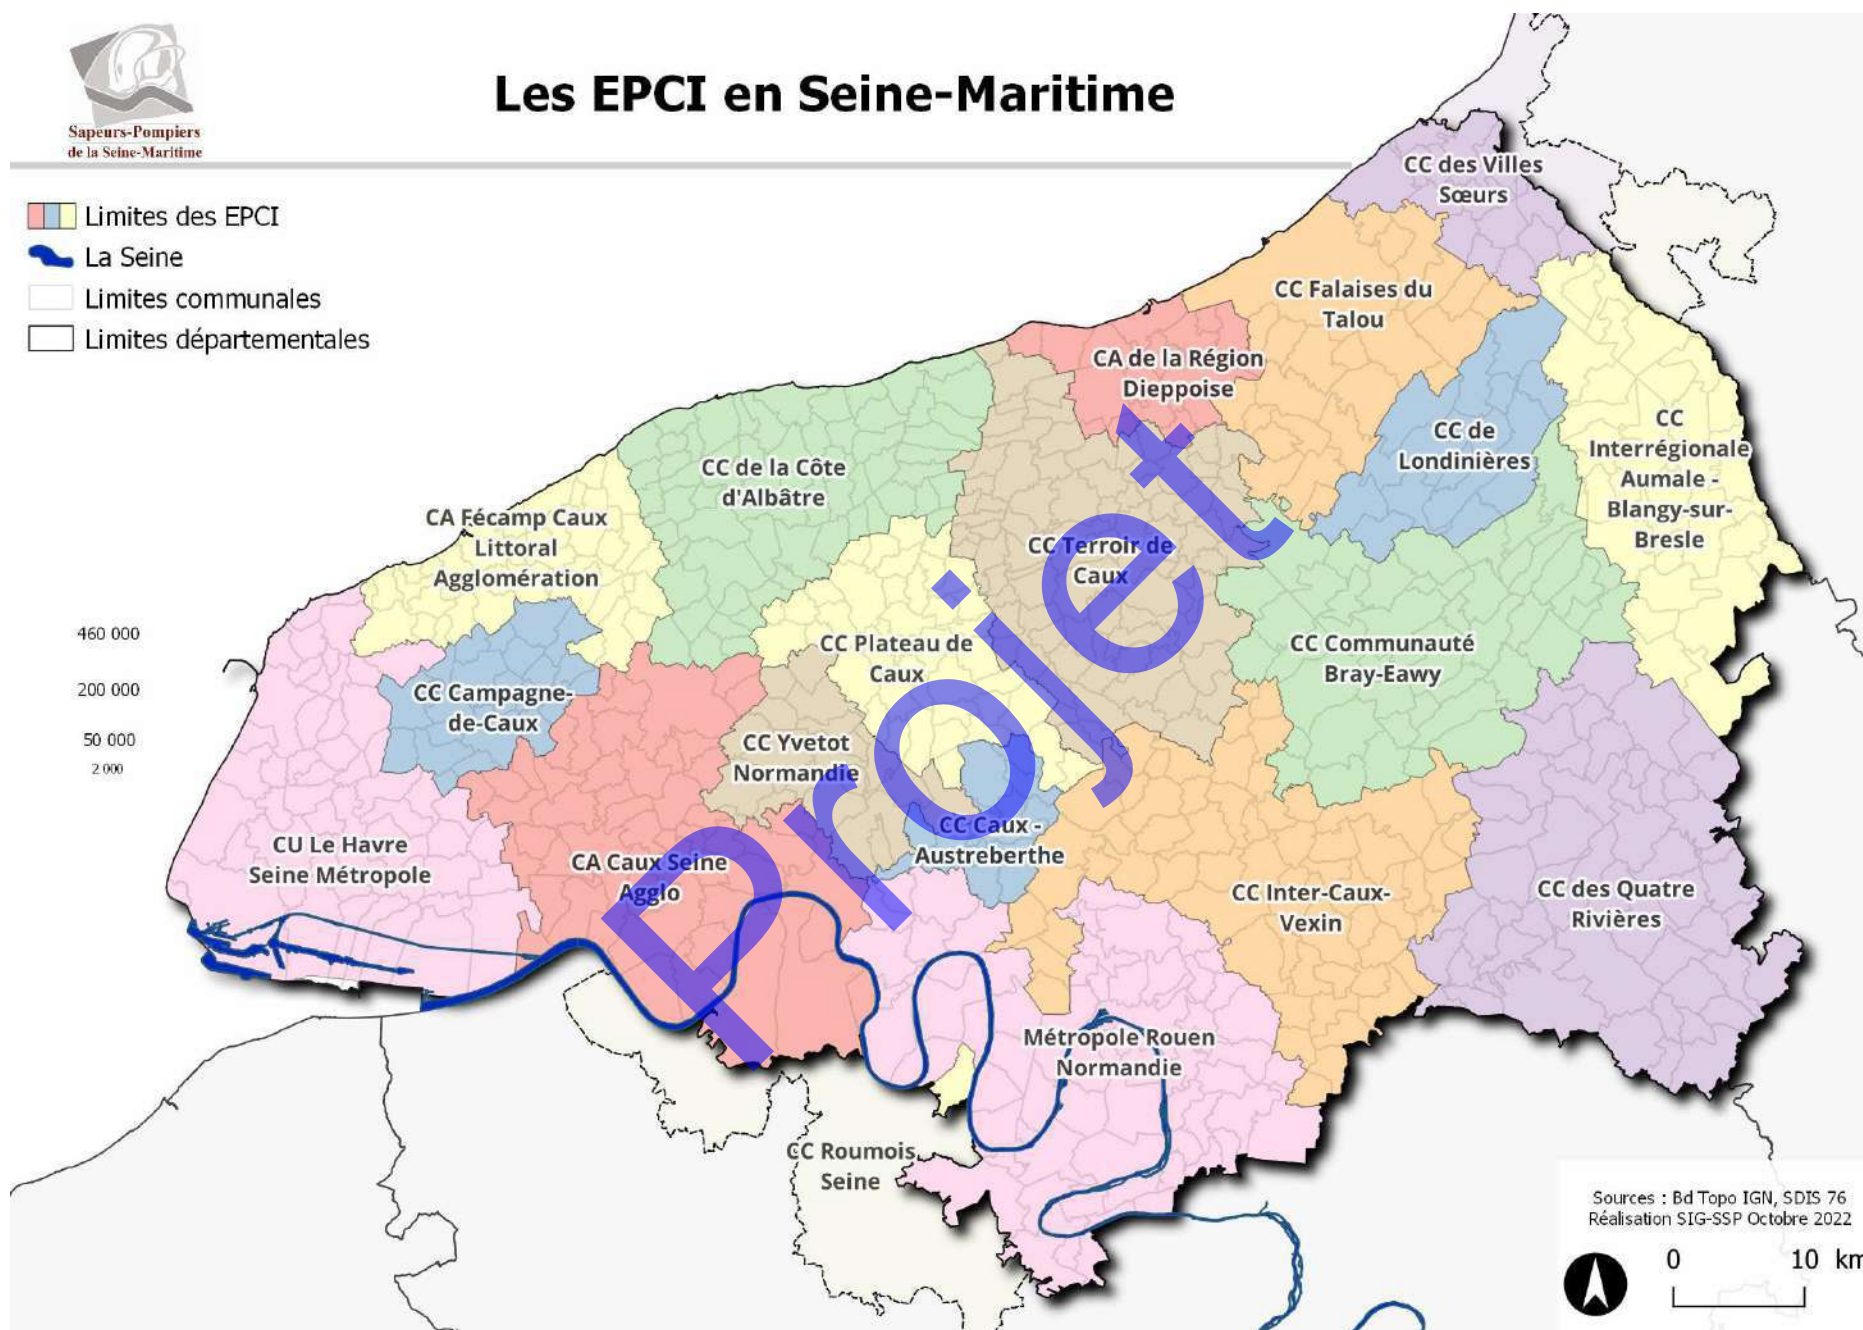 Les EPCI en Seine-Maritime
Sapeurs-Pompiers
de la Seine-Maritime
Limites des EPCI
La Seine
Limites communales
Limites départementales
CC des Villes
Sœurs
CC Falaises du
Talou
CA de la Région
Dieppoise
CC de
Londinières
CC
Interrégionale
Aumale -
Blangy-sur-
Bresle
CC de la Côte
d'Albâtre
CA Fécamp Caux
Littoral
Agglomération
CC Terroir de
Caux
460 000
200 000
50 000
2 000
CC Plateau de
Caux
CC Communauté
Bray-Eawy
CC Campagne-
de-Caux
CC Yvetot
Normandie
CC Caux -
Austreberthe
CU Le Havre
Seine Métropole
CA Caux Seine
Agglo
CC Inter-Caux-
Vexin
CC des Quatre
Rivières
Métropole Rouen
Normandie
CC Roumois
Seine
Projet
Sources : Bd Topo IGN, SDIS 76
Réalisation SIG-SSP Octobre 2022
0 10 km